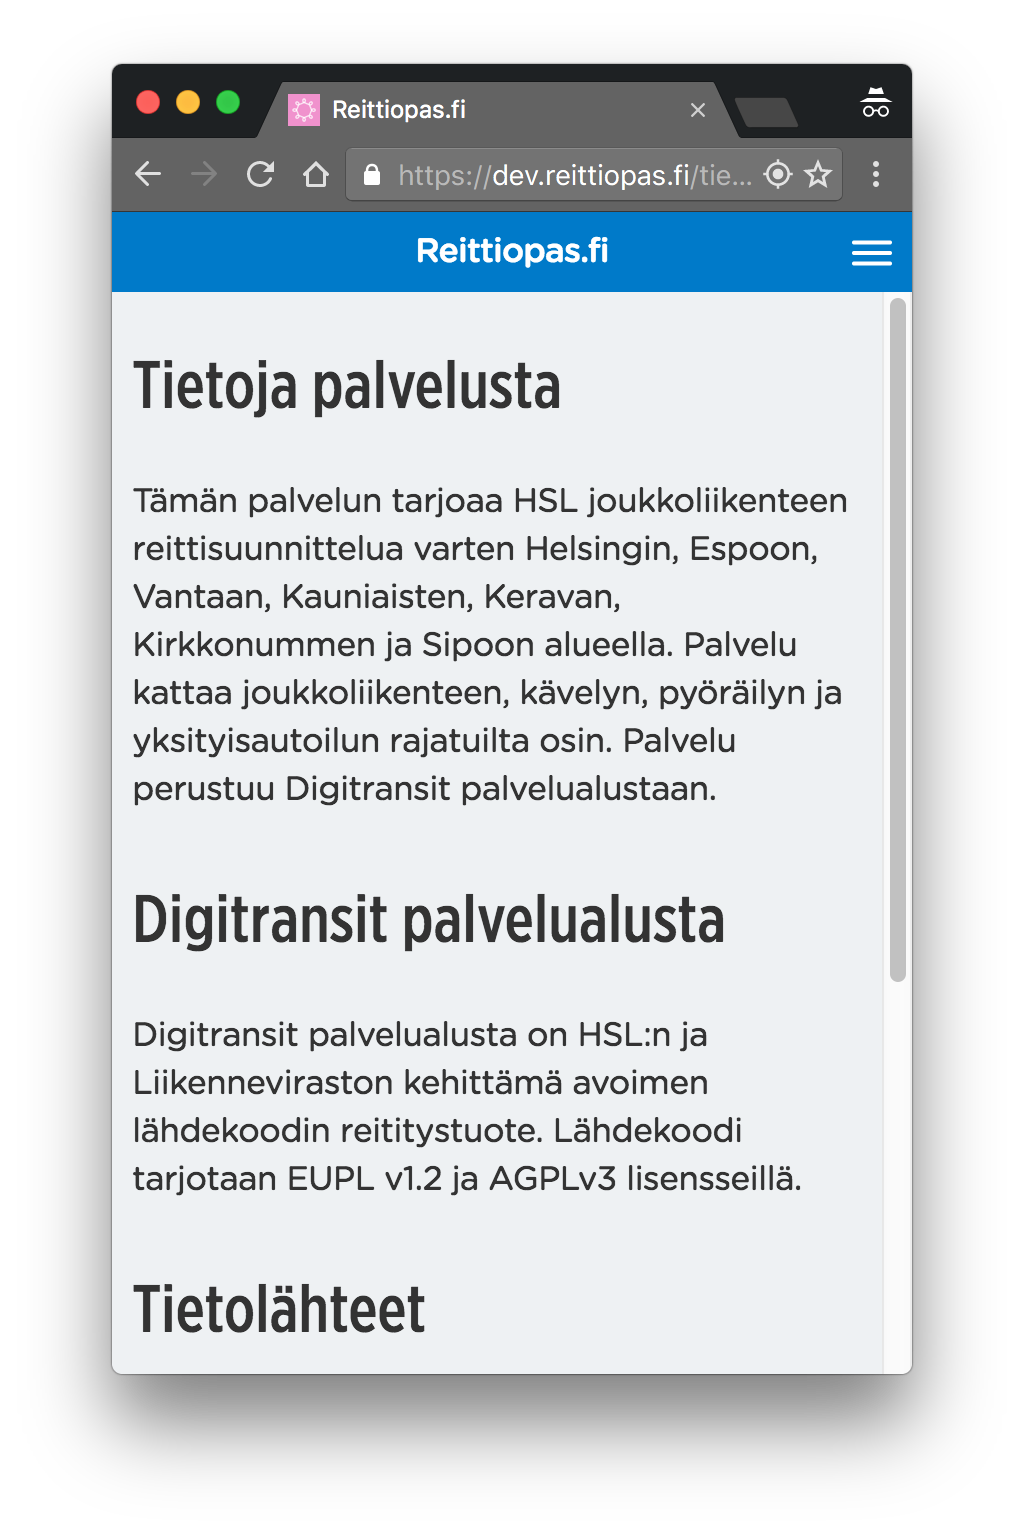 Reittiopas.fi
https://dev.reittiopas.fi/tie...
Reittiopas.fi
Tietoja palvelusta
Tämän palvelun tarjoaa HSL joukkoliikenteen
reittisuunnittelua varten Helsingin, Espoon,
Vantaan, Kauniaisten, Keravan,
Kirkkonummen ja Sipoon alueella. Palvelu
kattaa joukkoliikenteen, kävelyn, pyöräilyn ja
yksityisautoilun rajatuilta osin. Palvelu
perustuu Digitransit palvelualustaan.
Digitransit palvelualusta
Digitransit palvelualusta on HSL:n ja
Liikenneviraston kehittämä avoimen
lähdekoodin reititystuote. Lähdekoodi
tarjotaan EUPL v1.2 ja AGPLv3 lisensseillä.
Tietolähteet